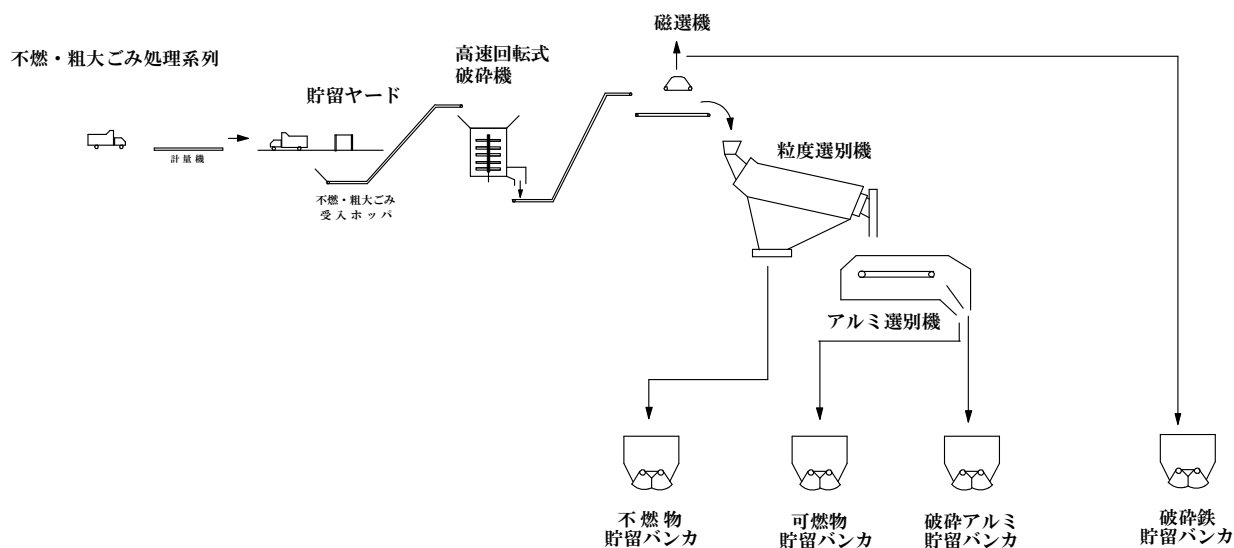 磁選機
高速回転式
破砕機
不燃・粗大ごみ処理系列
貯留ヤード
計量機
粒度選別機
不燃・粗大ごみ
受入ホッパ
アルミ選別機
不燃物
貯留バンカ
可燃物
貯留バンカ
破砕アルミ
貯留バンカ
破砕鉄
貯留バンカ